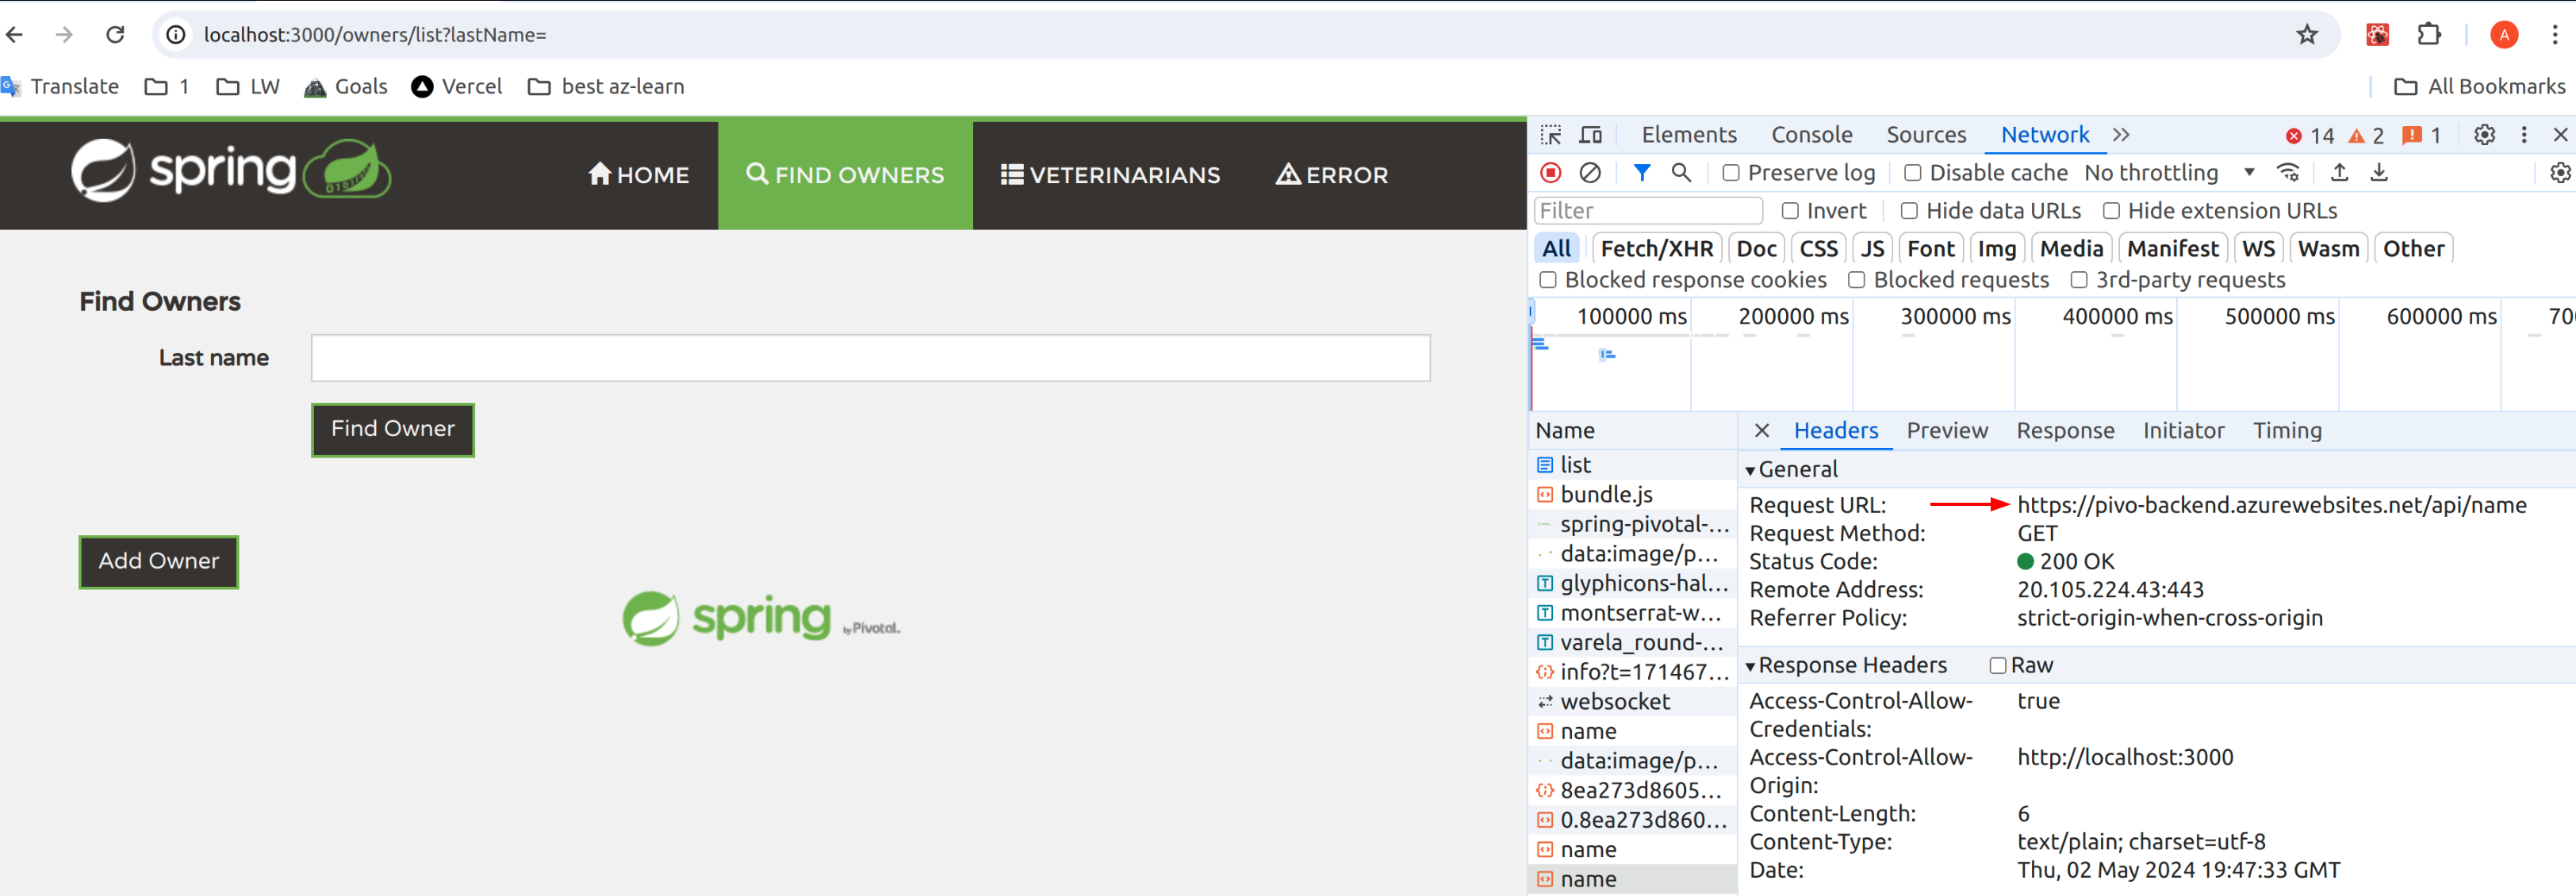 localhost:3000/owners/list?lastName=
A
Translate 1 LW Goals Vercel best az-learn All Bookmarks
spring HOME FIND OWNERS VETERINARIANS ERROR
Elements Console Sources Network 14 2 1
Preserve log Disable cache No throttling
Filter Invert Hide data URLs Hide extension URLs
All Fetch/XHR Doc CSS JS Font Img Media Manifest WS Wasm Other
Blocked response cookies Blocked requests 3rd-party requests
100000 ms 200000 ms 300000 ms 400000 ms 500000 ms 600000 ms 70
Find Owners
Last name
Find Owner
Add Owner
spring by Pivotal
Name
list
bundle.js
spring-pivotal-...
data:image/p...
glyphicons-hal...
montserrat-w...
varela_round-...
info?t=171467...
websocket
name
data:image/p...
8ea273d8605...
0.8ea273d860...
name
name
Headers Preview Response Initiator Timing
General
Request URL: https://pivo-backend.azurewebsites.net/api/name
Request Method: GET
Status Code: 200 OK
Remote Address: 20.105.224.43:443
Referrer Policy: strict-origin-when-cross-origin
Response Headers Raw
Access-Control-Allow- true
Credentials:
Access-Control-Allow- http://localhost:3000
Origin:
Content-Length: 6
Content-Type: text/plain; charset=utf-8
Date: Thu, 02 May 2024 19:47:33 GMT